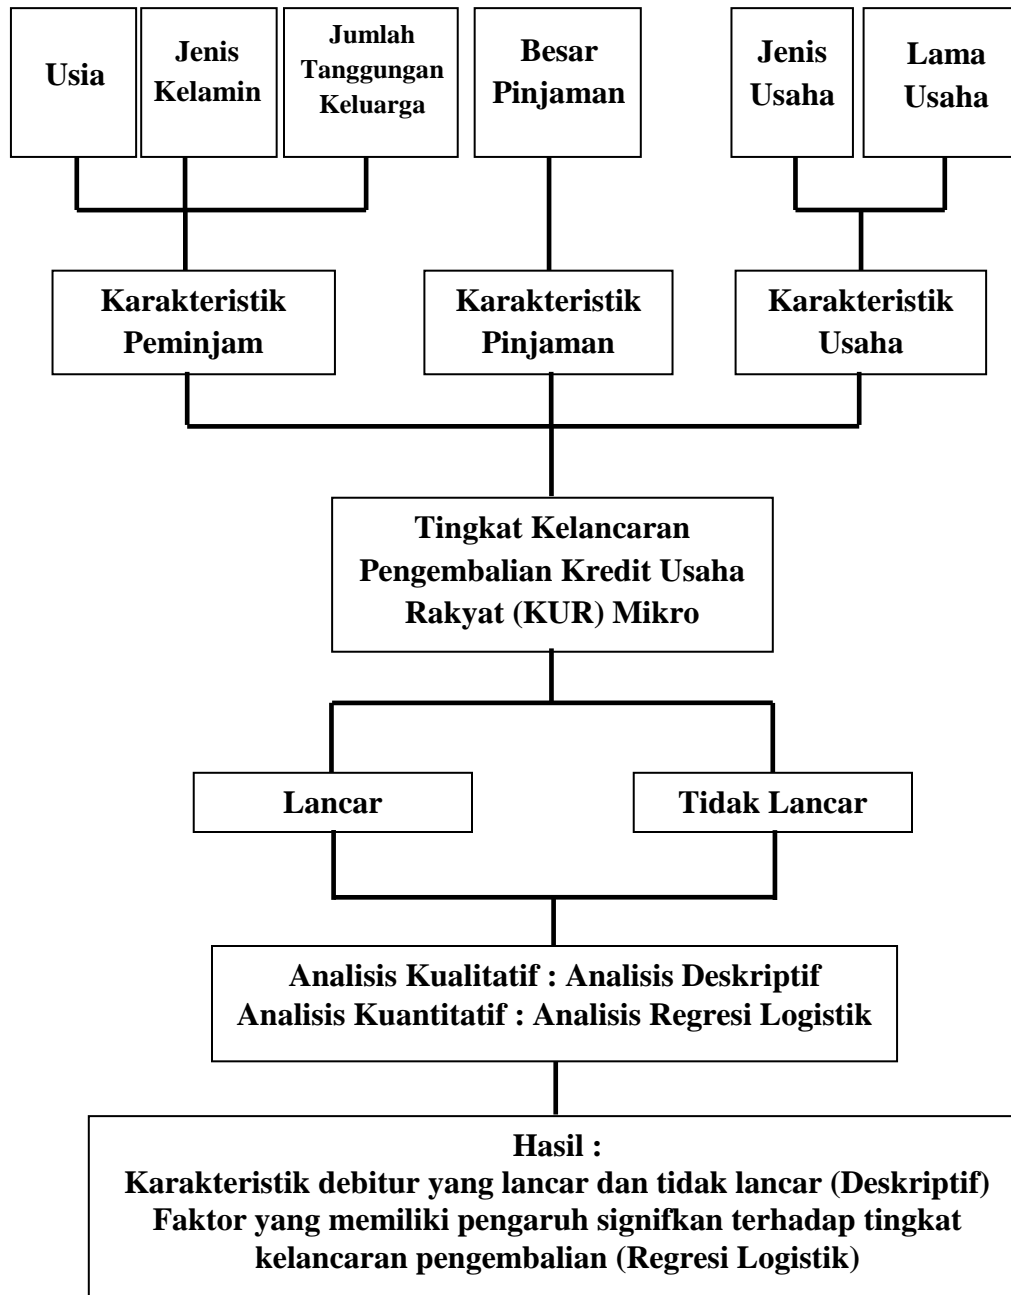 Usia
Jenis
Kelamin
Jumlah
Tanggungan
Keluarga
Besar
Pinjaman
Jenis
Usaha
Lama
Usaha
Karakteristik
Peminjam
Karakteristik
Pinjaman
Karakteristik
Usaha
Tingkat Kelancaran
Pengembalian Kredit Usaha
Rakyat (KUR) Mikro
Lancar
Tidak Lancar
Analisis Kualitatif : Analisis Deskriptif
Analisis Kuantitatif : Analisis Regresi Logistik
Hasil :
Karakteristik debitur yang lancar dan tidak lancar (Deskriptif)
Faktor yang memiliki pengaruh signifkan terhadap tingkat
kelancaran pengembalian (Regresi Logistik)